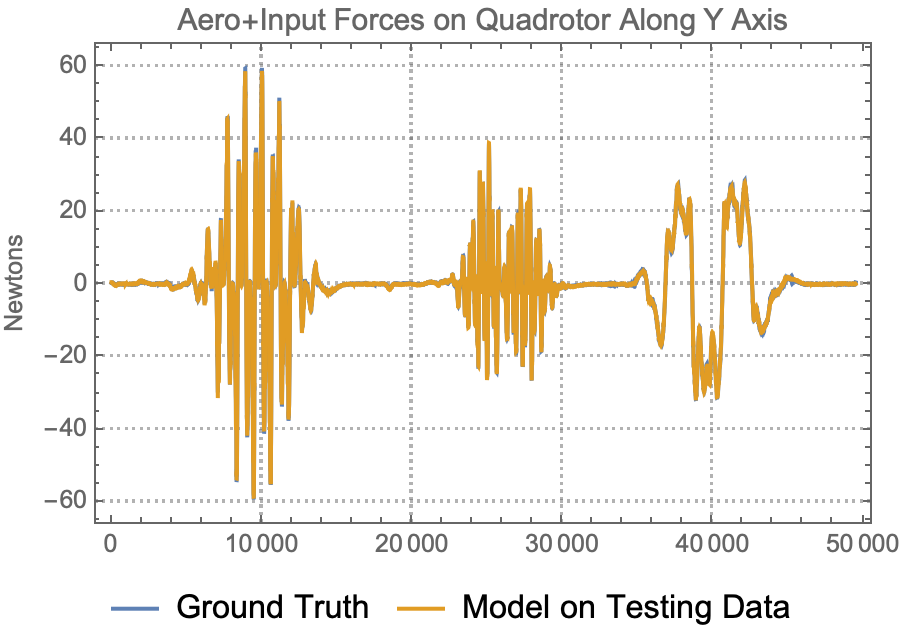 Aero+Input Forces on Quadrotor Along Y Axis
60
40
20
0
−20
−40
−60
Newtons
0 10 000 20 000 30 000 40 000 50 000
Ground Truth Model on Testing Data